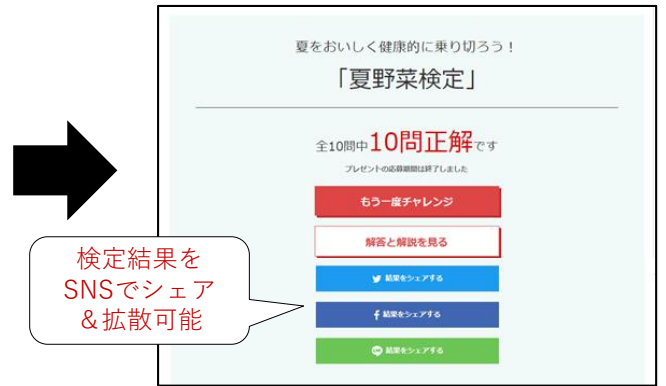 夏をおいしく健康的に乗り切ろう！
「夏野菜検定」
全10問中10問正解です
プレゼントの応募期間は終了しました
もう一度チャレンジ
解答と解説を見る
結果をシェアする
結果をシェアする
結果をシェアする
検定結果を
SNSでシェア
＆拡散可能